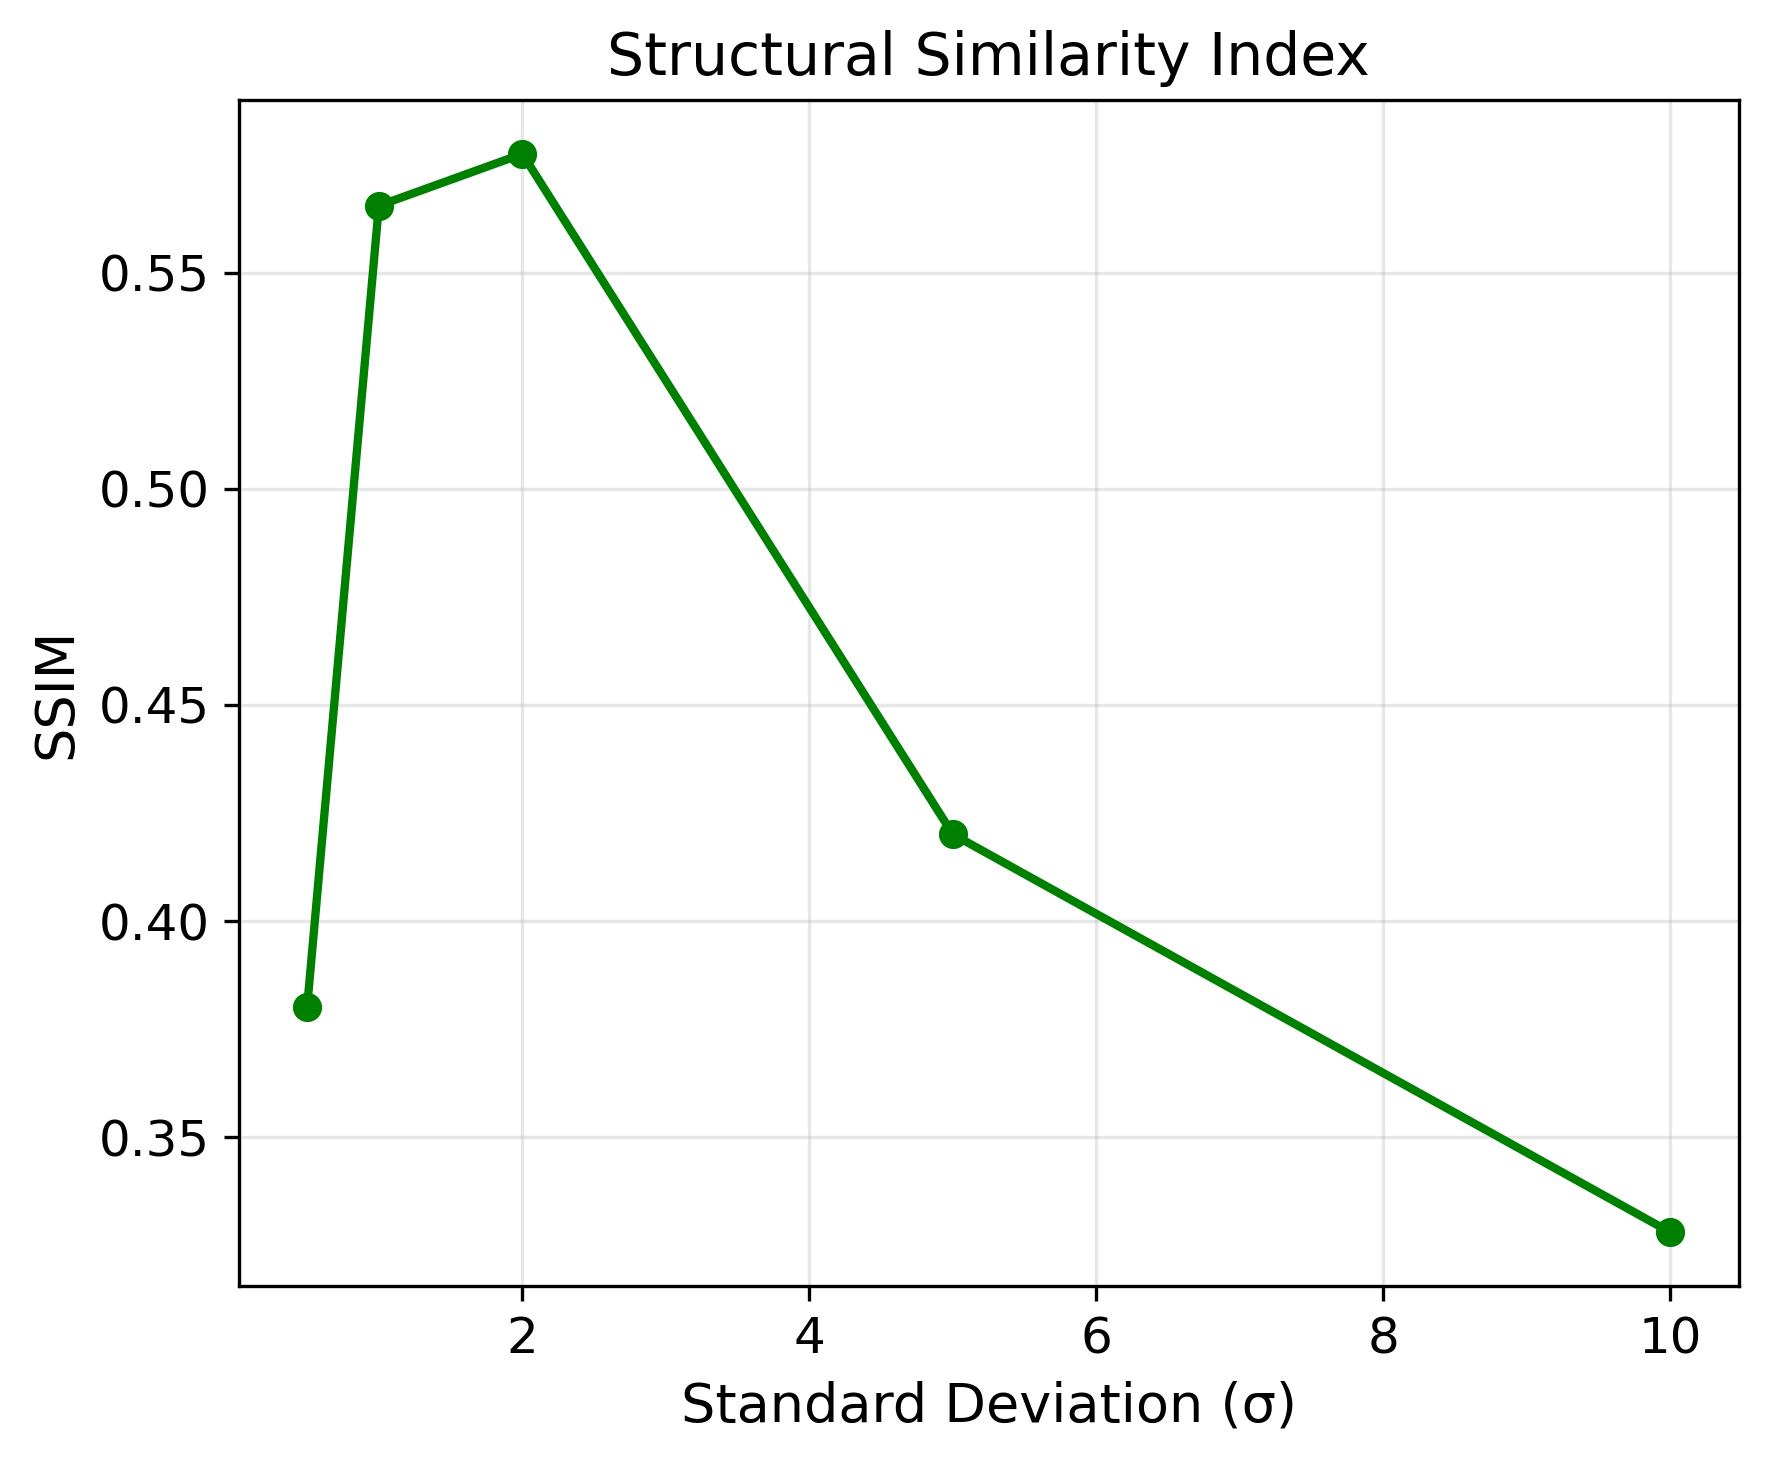 Structural Similarity Index
SSIM
0.55
0.50
0.45
0.40
0.35
2 4 6 8 10
Standard Deviation (σ)